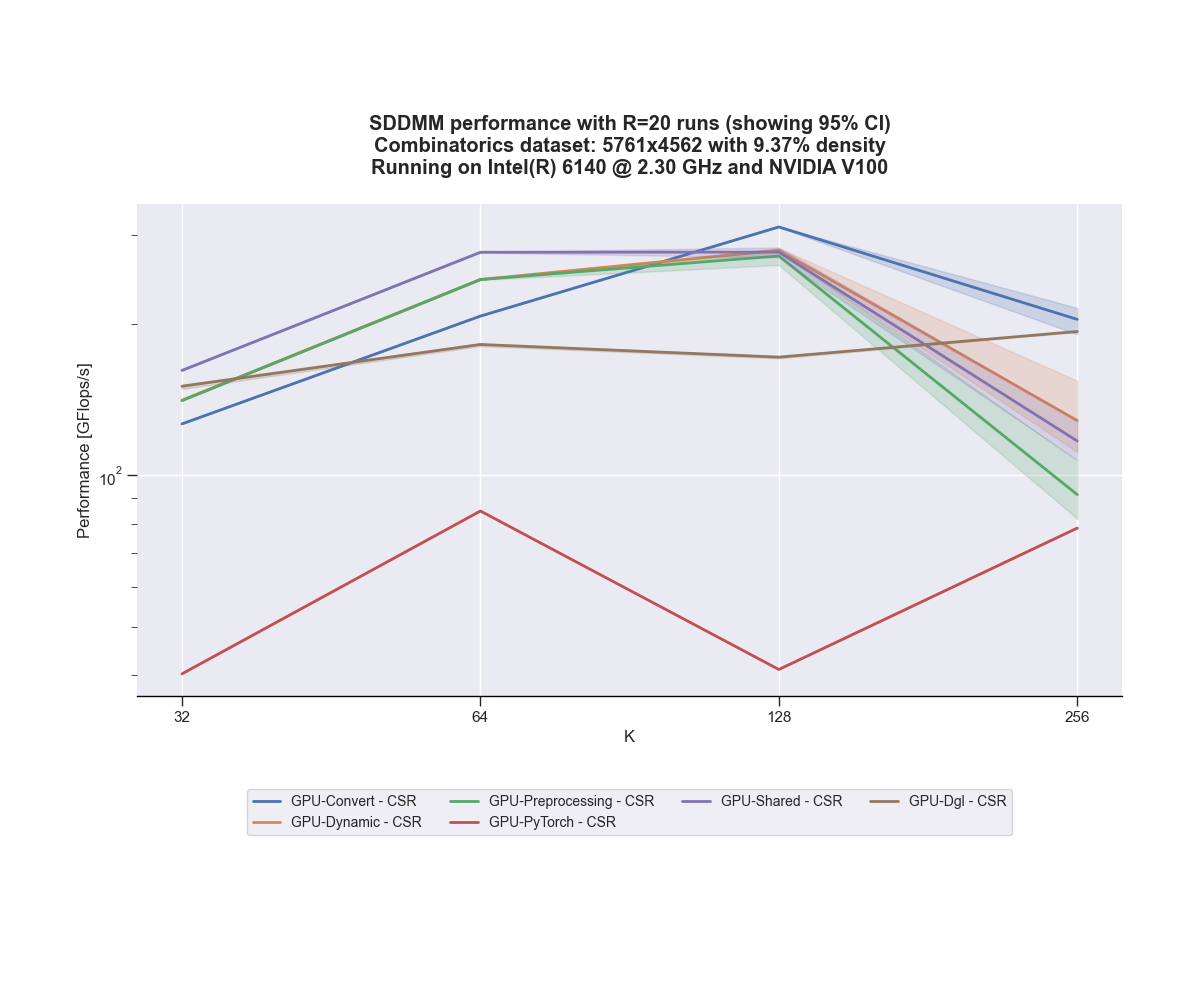 SDDMM performance with R=20 runs (showing 95% CI)
Combinatorics dataset: 5761x4562 with 9.37% density
Running on Intel(R) 6140 @ 2.30 GHz and NVIDIA V100
Performance [GFlops/s]
10²
32 64 128 256
K
GPU-Convert - CSR GPU-Preprocessing - CSR GPU-Shared - CSR GPU-Dgl - CSR
GPU-Dynamic - CSR GPU-PyTorch - CSR